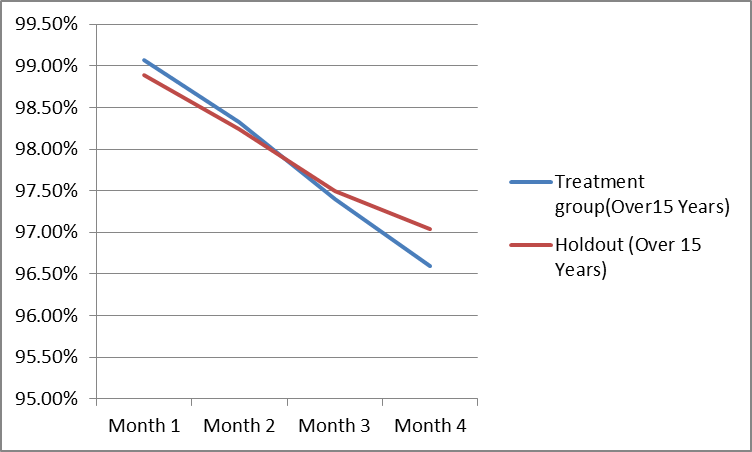 99.50%
99.00%
98.50%
98.00%
97.50%
97.00%
96.50%
96.00%
95.50%
95.00%
Month 1 Month 2 Month 3 Month 4
Treatment
group(Over15 Years)
Holdout (Over 15
Years)